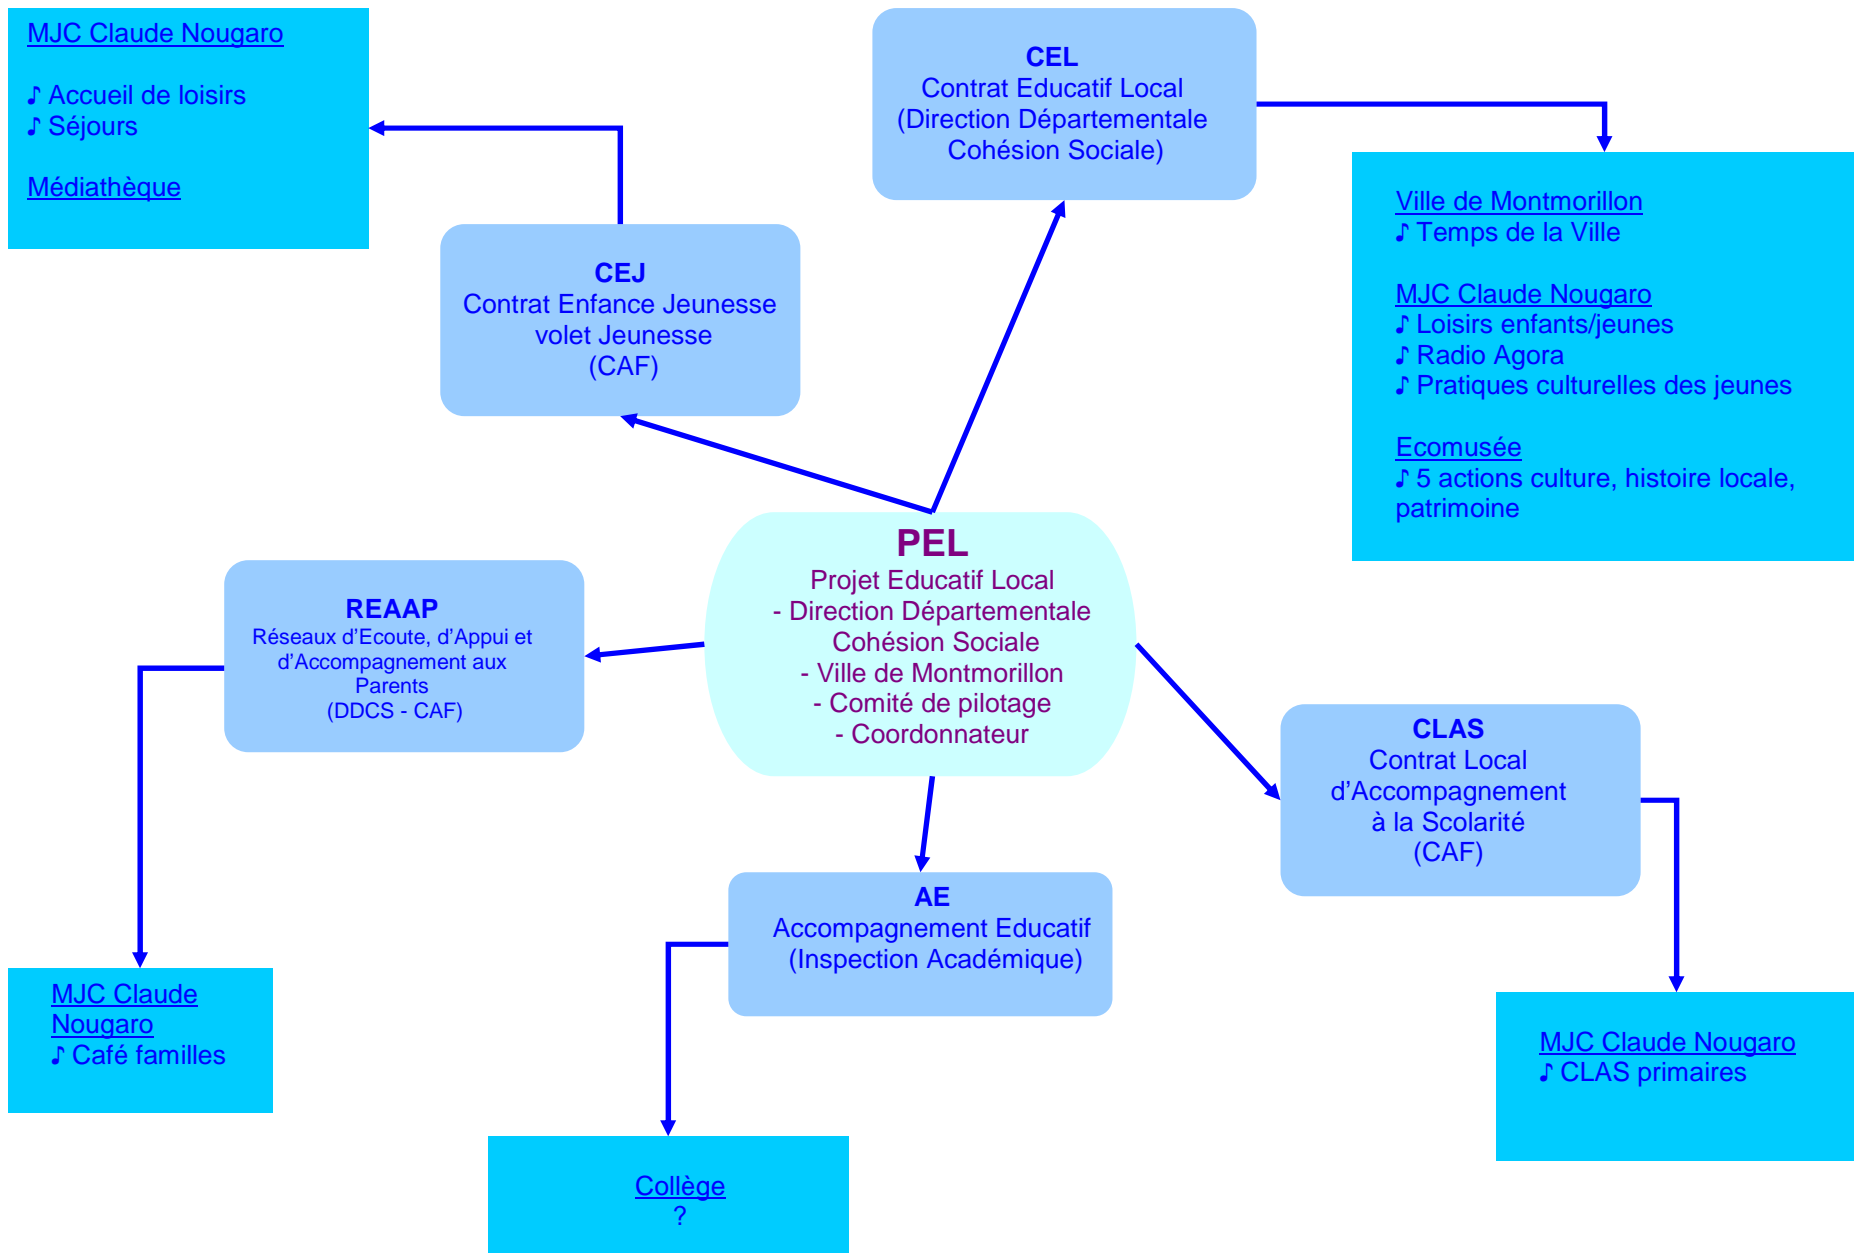 MJC Claude Nougaro
♪ Accueil de loisirs
♪ Séjours
Médiathèque
CEL
Contrat Educatif Local
(Direction Départementale
Cohésion Sociale)
Ville de Montmorillon
♪ Temps de la Ville
MJC Claude Nougaro
♪ Loisirs enfants/jeunes
♪ Radio Agora
♪ Pratiques culturelles des jeunes
Ecomusée
♪ 5 actions culture, histoire locale,
patrimoine
CEJ
Contrat Enfance Jeunesse
volet Jeunesse
(CAF)
PEL
Projet Educatif Local
- Direction Départementale
Cohésion Sociale
- Ville de Montmorillon
- Comité de pilotage
- Coordonnateur
REAAP
Réseaux d’Ecoute, d’Appui et
d’Accompagnement aux
Parents
(DDCS - CAF)
CLAS
Contrat Local
d’Accompagnement
à la Scolarité
(CAF)
AE
Accompagnement Educatif
(Inspection Académique)
MJC Claude
Nougaro
♪ Café familles
MJC Claude Nougaro
♪ CLAS primaires
Collège
?